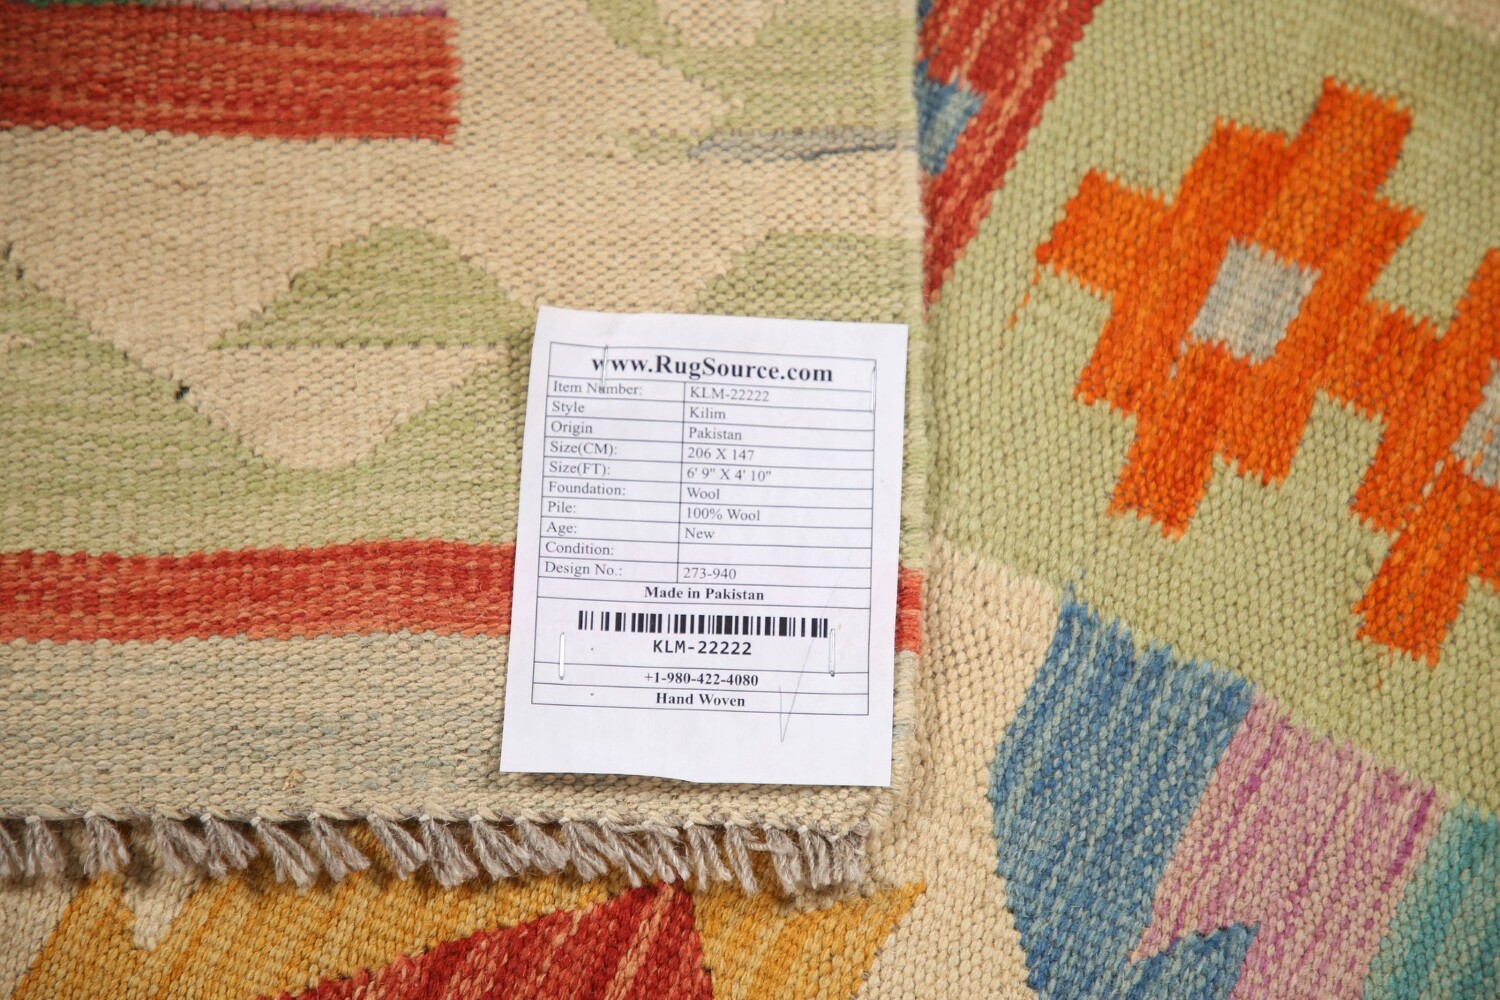 www.RugSource.com
Item Number: KLM-22222
Style Kilim
Origin Pakistan
Size(CM): 206 X 147
Size(FT): 6' 9" X 4' 10"
Foundation: Wool
Pile: 100% Wool
Age: New
Condition:
Design No.: 273-940
Made in Pakistan
KLM-22222
+1-980-422-4080
Hand Woven